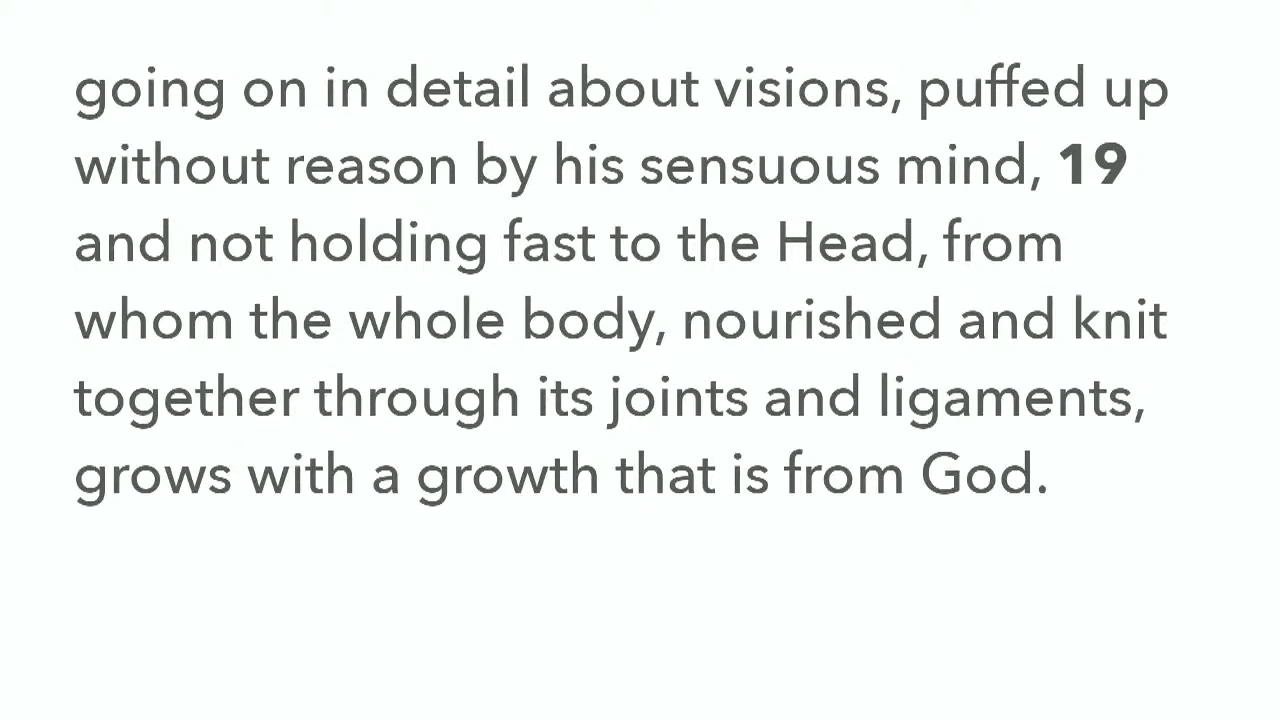 going on in detail about visions, puffed up
without reason by his sensuous mind, 19
and not holding fast to the Head, from
whom the whole body, nourished and knit
together through its joints and ligaments,
grows with a growth that is from God.